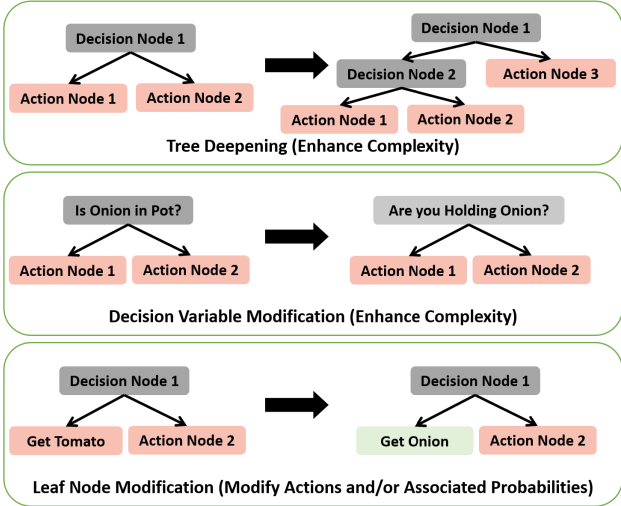 Decision Node 1
Action Node 1
Action Node 2
Decision Node 1
Decision Node 2
Action Node 3
Action Node 1
Action Node 2
Tree Deepening (Enhance Complexity)
Is Onion in Pot?
Action Node 1
Action Node 2
Are you Holding Onion?
Action Node 1
Action Node 2
Decision Variable Modification (Enhance Complexity)
Decision Node 1
Get Tomato
Action Node 2
Decision Node 1
Get Onion
Action Node 2
Leaf Node Modification (Modify Actions and/or Associated Probabilities)